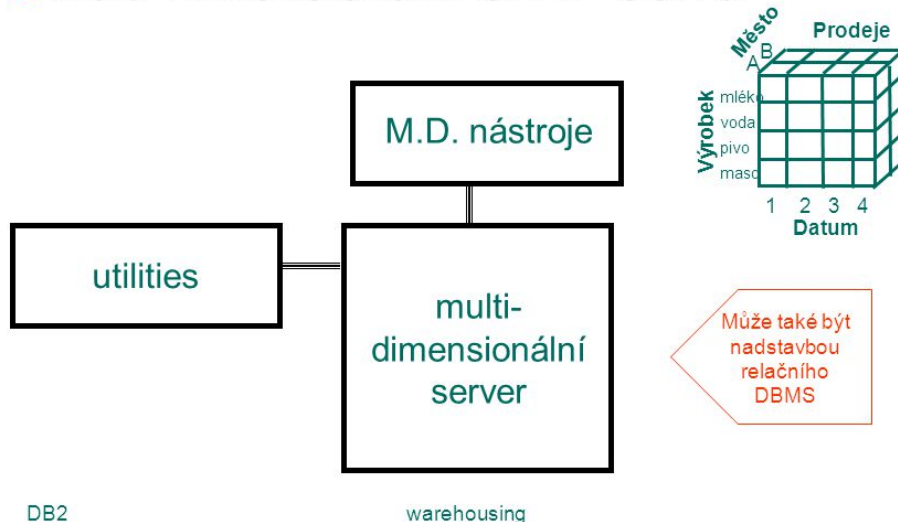 M.D. nástroje
utilities
multi-
dimensionální
server
Město
Prodeje
B
A
Výrobek
mléko
voda
pivo
maso
1 2 3 4
Datum
Může také být
nadstavbou
relačního
DBMS
DB2
warehousing